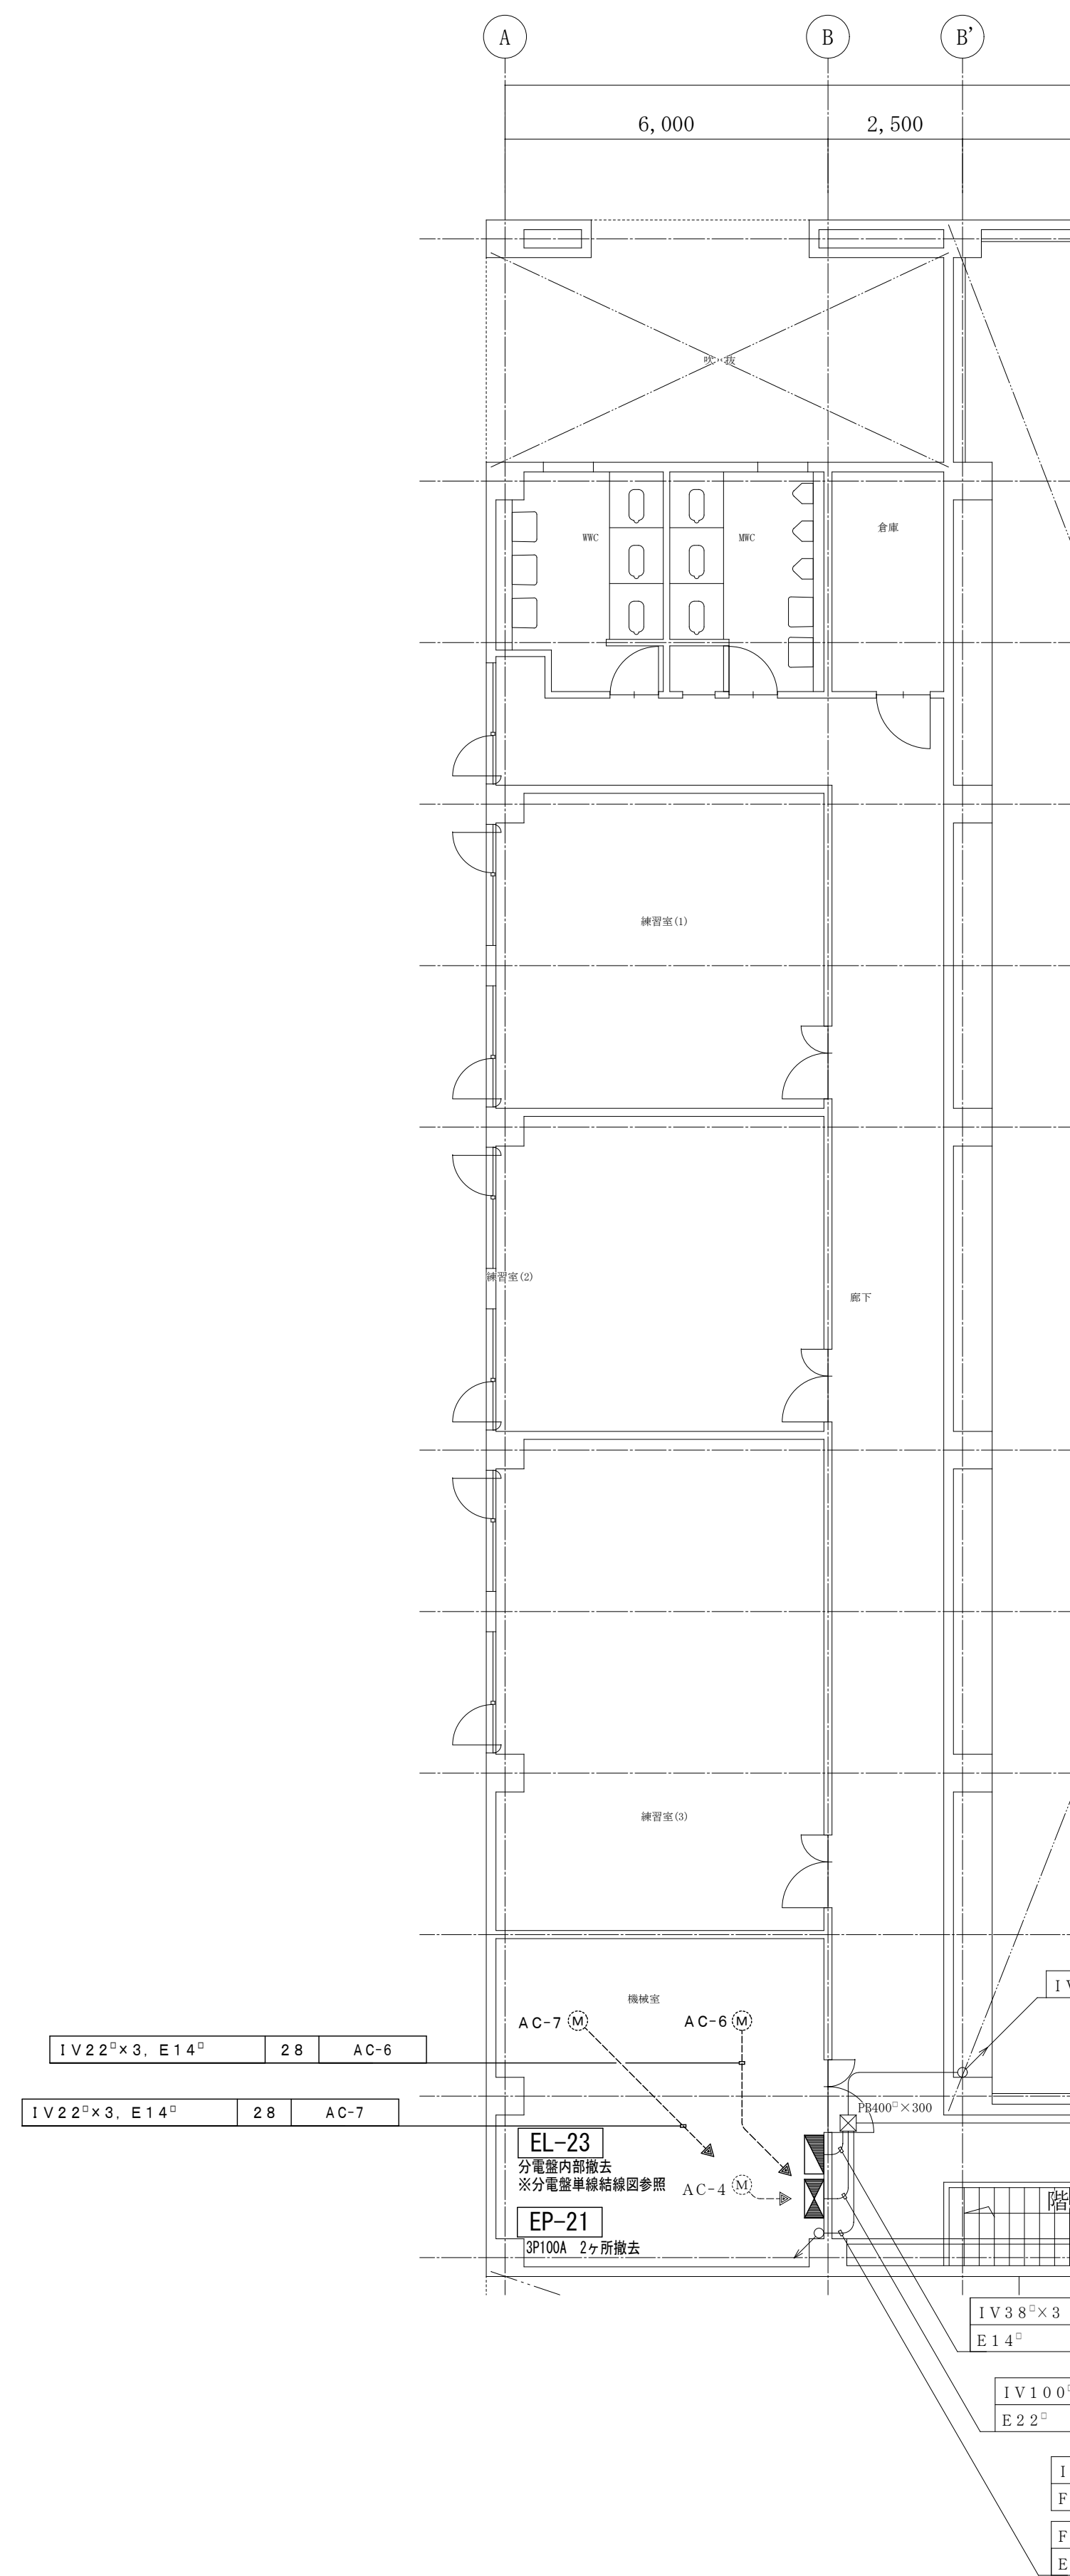 A
B
B'
6,000
2,500
吹き抜
WWC
MWC
倉庫
練習室(1)
練習室(2)
廊下
練習室(3)
機械室
AC-7 M
AC-6 M
IV22□×3, E14□ 28 AC-6
IV22□×3, E14□ 28 AC-7
PB400□×300
EL-23
分電盤内部撤去
※分電盤単線結線図参照
AC-4 M
EP-21
3P100A 2ヶ所撤去
階
IV38□×3
E14□
IV100□
E22□
I
F
F
E